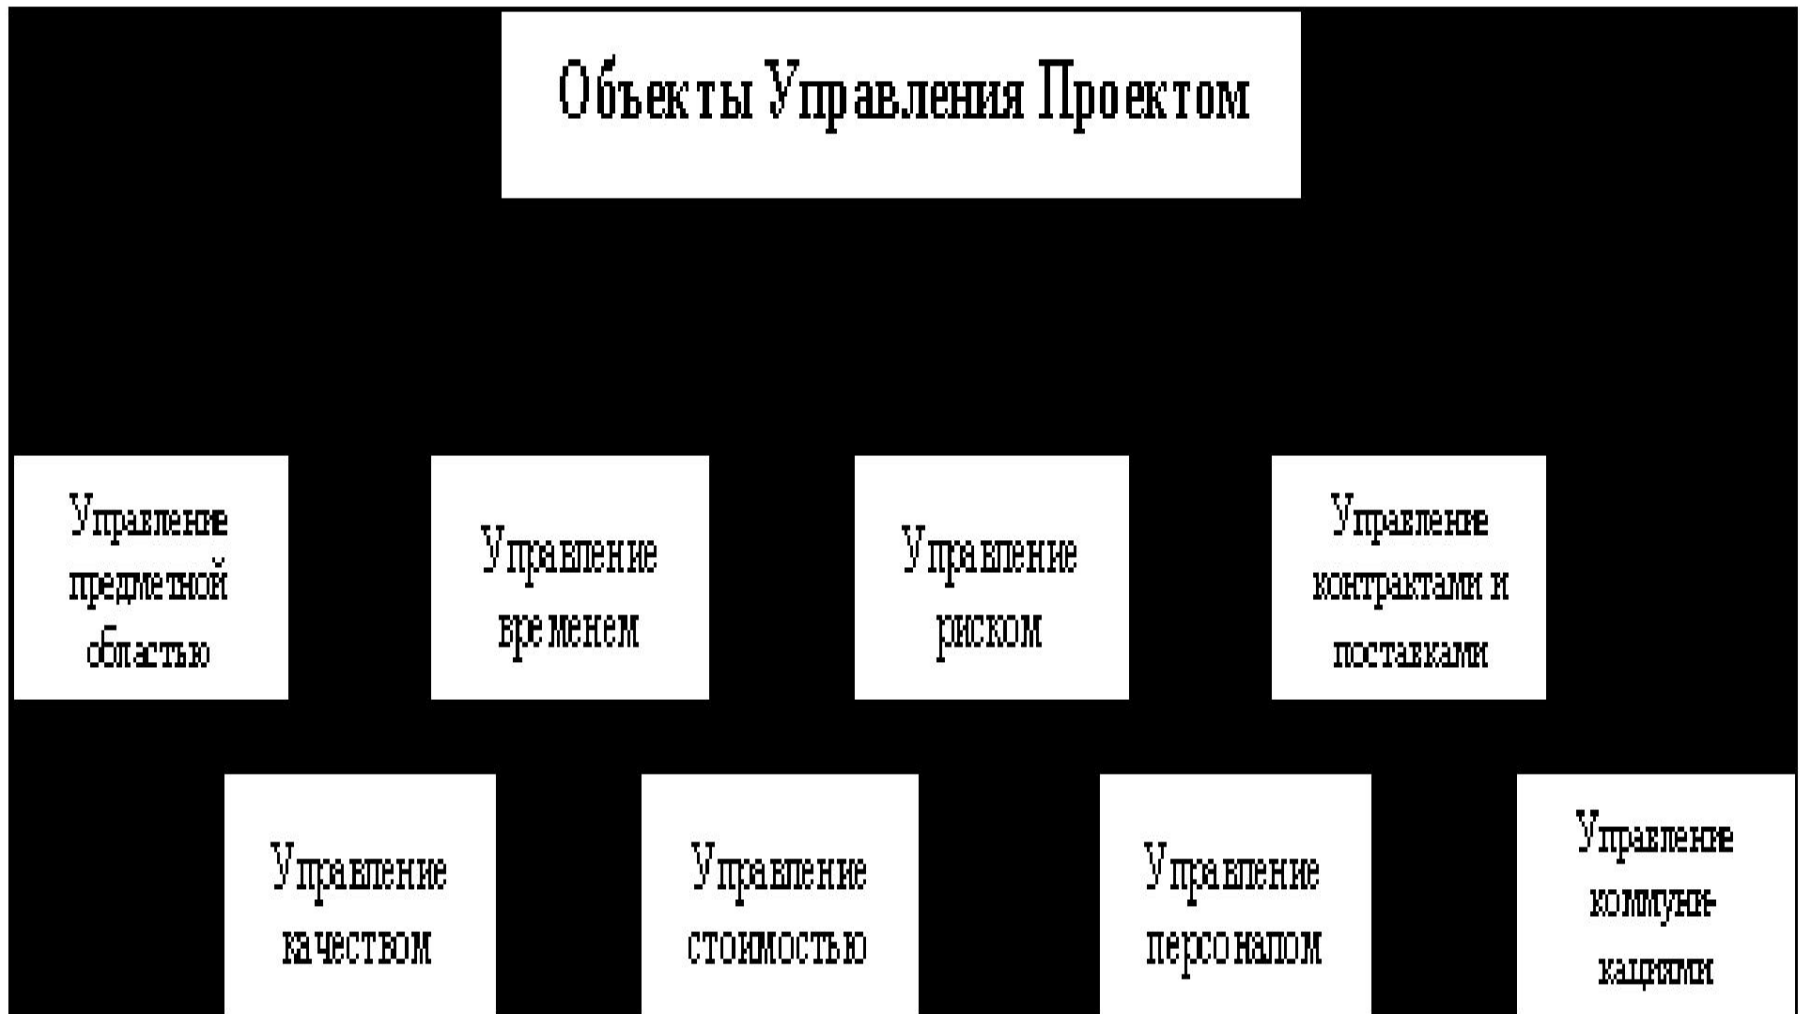 Объекты Управления Проектом
Управление
предметной
областью
Управление
временем
Управление
риском
Управление
контрактами и
поставками
Управление
качеством
Управление
стоимостью
Управление
персоналом
Управление
коммуни-
кациями